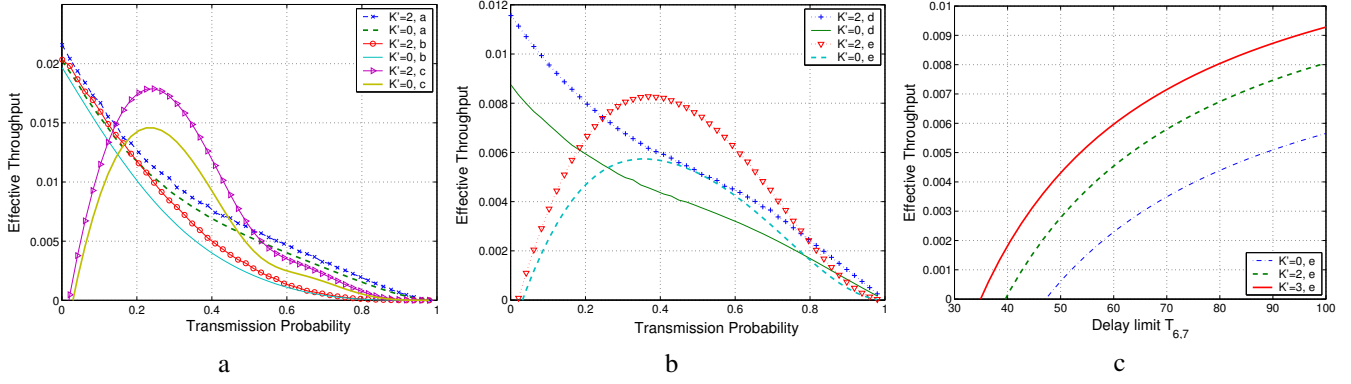 Effective Throughput
0.02
0.015
0.01
0.005
0
0
0.2
0.4
0.6
0.8
1
Transmission Probability
K'=2, a
K'=0, a
K'=2, b
K'=0, b
K'=2, c
K'=0, c
a
Effective Throughput
0.012
0.01
0.008
0.006
0.004
0.002
0
0
0.2
0.4
0.6
0.8
1
Transmission Probability
K'=2, d
K'=0, d
K'=2, e
K'=0, e
b
Effective Throughput
0.01
0.009
0.008
0.007
0.006
0.005
0.004
0.003
0.002
0.001
0
30
40
50
60
70
80
90
100
Delay limit T6,7
K'=0, e
K'=2, e
K'=3, e
c